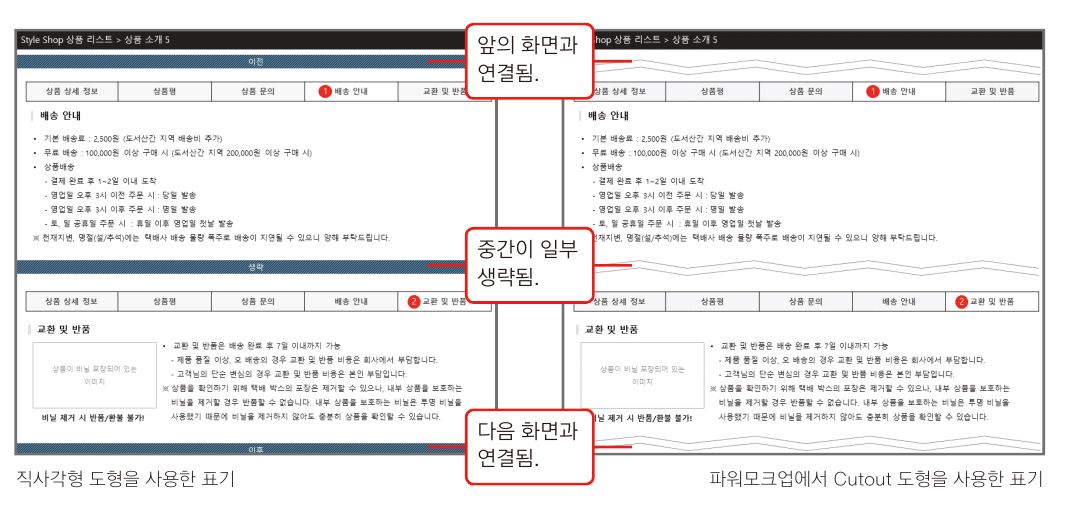 Style Shop 상품 리스트 > 상품 소개 5
이전
상품 상세 정보 상품평 상품 문의 1 배송 안내 교환 및 반품
배송 안내
• 기본 배송료 : 2,500원 (도서산간 지역 배송비 추가)
• 무료 배송 : 100,000원 이상 구매 시 (도서산간 지역 200,000원 이상 구매 시)
• 상품배송
- 결제 완료 후 1~2일 이내 도착
- 영업일 오후 3시 이전 주문 시 : 당일 발송
- 영업일 오후 3시 이후 주문 시 : 명일 발송
- 토, 일 공휴일 주문 시 : 휴일 이후 영업일 첫날 발송
※ 천재지변, 명절(설/추석)에는 택배사 배송 물량 폭주로 배송이 지연될 수 있으니 양해 부탁드립니다.
생략
상품 상세 정보 상품평 상품 문의 배송 안내 2 교환 및 반품
교환 및 반품
상품이 비닐 포장되어 있는
이미지
비닐 제거 시 반품/환불 불가!
• 교환 및 반품은 배송 완료 후 7일 이내까지 가능
- 제품 품질 이상, 오 배송의 경우 교환 및 반품 비용은 회사에서 부담합니다.
- 고객님의 단순 변심의 경우 교환 및 반품 비용은 본인 부담입니다.
※ 상품을 확인하기 위해 택배 박스의 포장은 제거할 수 있으나, 내부 상품을 보호하는
비닐을 제거할 경우 반품할 수 없습니다. 내부 상품을 보호하는 비닐은 투명 비닐을
사용했기 때문에 비닐을 제거하지 않아도 충분히 상품을 확인할 수 있습니다.
이후
직사각형 도형을 사용한 표기
앞의 화면과
연결됨.
중간이 일부
생략됨.
다음 화면과
연결됨.
hop 상품 리스트 > 상품 소개 5
상품 상세 정보 상품평 상품 문의 1 배송 안내 교환 및 반품
배송 안내
• 기본 배송료 : 2,500원 (도서산간 지역 배송비 추가)
• 무료 배송 : 100,000원 이상 구매 시 (도서산간 지역 200,000원 이상 구매 시)
• 상품배송
- 결제 완료 후 1~2일 이내 도착
- 영업일 오후 3시 이전 주문 시 : 당일 발송
- 영업일 오후 3시 이후 주문 시 : 명일 발송
- 토, 일 공휴일 주문 시 : 휴일 이후 영업일 첫날 발송
천재지변, 명절(설/추석)에는 택배사 배송 물량 폭주로 배송이 지연될 수 있으니 양해 부탁드립니다.
상품 상세 정보 상품평 상품 문의 배송 안내 2 교환 및 반품
교환 및 반품
상품이 비닐 포장되어 있는
이미지
비닐 제거 시 반품/환불 불가!
• 교환 및 반품은 배송 완료 후 7일 이내까지 가능
- 제품 품질 이상, 오 배송의 경우 교환 및 반품 비용은 회사에서 부담합니다.
- 고객님의 단순 변심의 경우 교환 및 반품 비용은 본인 부담입니다.
※ 상품을 확인하기 위해 택배 박스의 포장은 제거할 수 있으나, 내부 상품을 보호하는
비닐을 제거할 경우 반품할 수 없습니다. 내부 상품을 보호하는 비닐은 투명 비닐을
사용했기 때문에 비닐을 제거하지 않아도 충분히 상품을 확인할 수 있습니다.
파워모크업에서 Cutout 도형을 사용한 표기